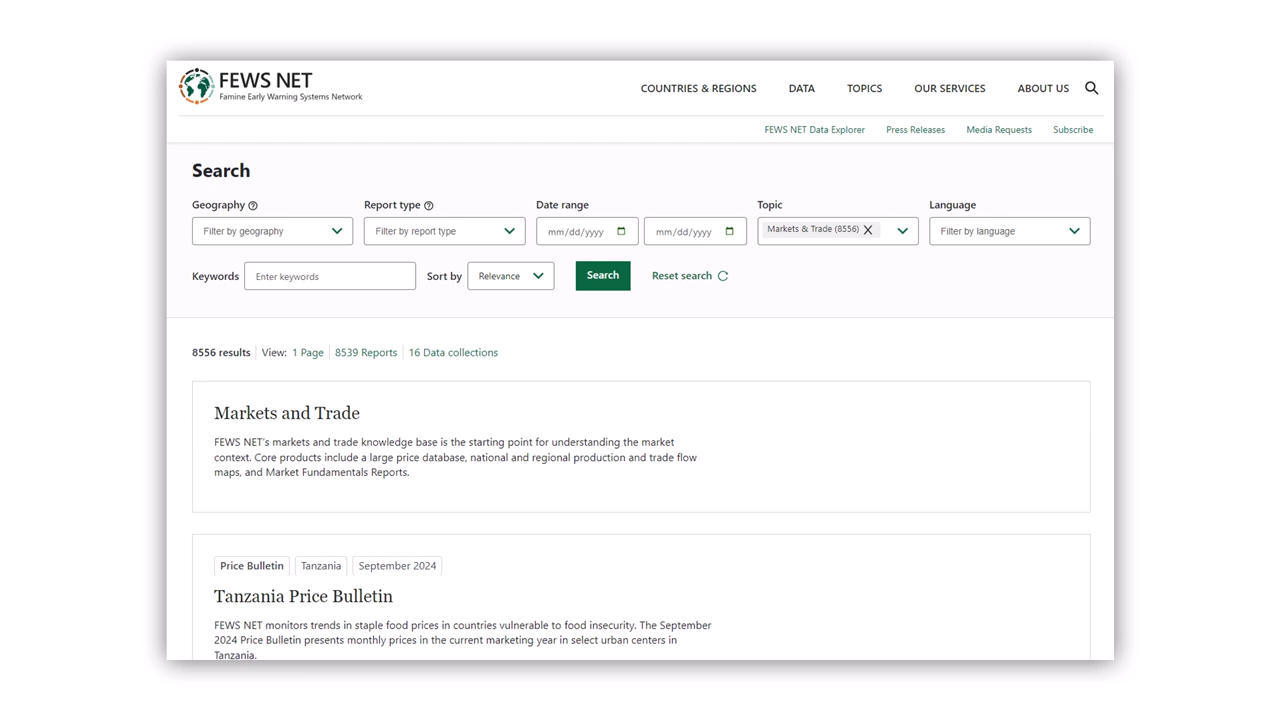 FEWS NET
Famine Early Warning Systems Network
COUNTRIES & REGIONS DATA TOPICS OUR SERVICES ABOUT US
FEWS NET Data Explorer Press Releases Media Requests Subscribe
Search
Geography Report type Date range Topic Language
Filter by geography Filter by report type mm/dd/yyyy mm/dd/yyyy Markets & Trade (8556) Filter by language
Keywords Enter keywords Sort by Relevance Search Reset search
8556 results View: 1 Page 8539 Reports 16 Data collections
Markets and Trade
FEWS NET's markets and trade knowledge base is the starting point for understanding the market
context. Core products include a large price database, national and regional production and trade flow
maps, and Market Fundamentals Reports.
Price Bulletin Tanzania September 2024
Tanzania Price Bulletin
FEWS NET monitors trends in staple food prices in countries vulnerable to food insecurity. The September
2024 Price Bulletin presents monthly prices in the current marketing year in select urban centers in
Tanzania.